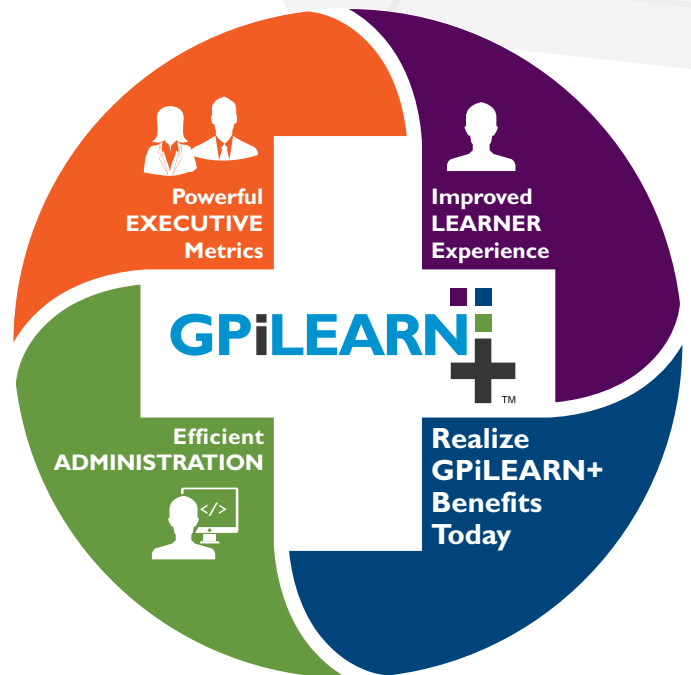 Powerful
EXECUTIVE
Metrics
Improved
LEARNER
Experience
GPiLEARN+
TM
Efficient
ADMINISTRATION
</>
Realize
GPiLEARN+
Benefits
Today